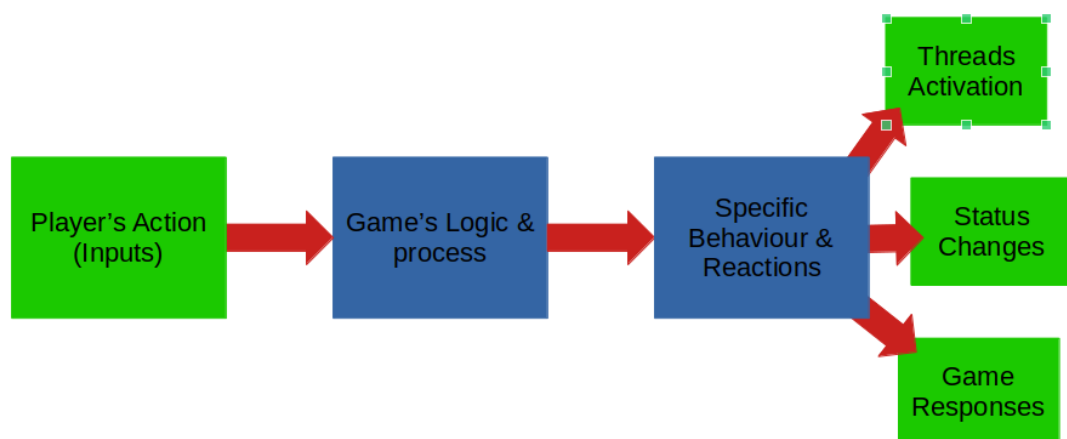 Threads
Activation
Player’s Action
(Inputs)
Game’s Logic &
process
Specific
Behaviour &
Reactions
Status
Changes
Game
Responses